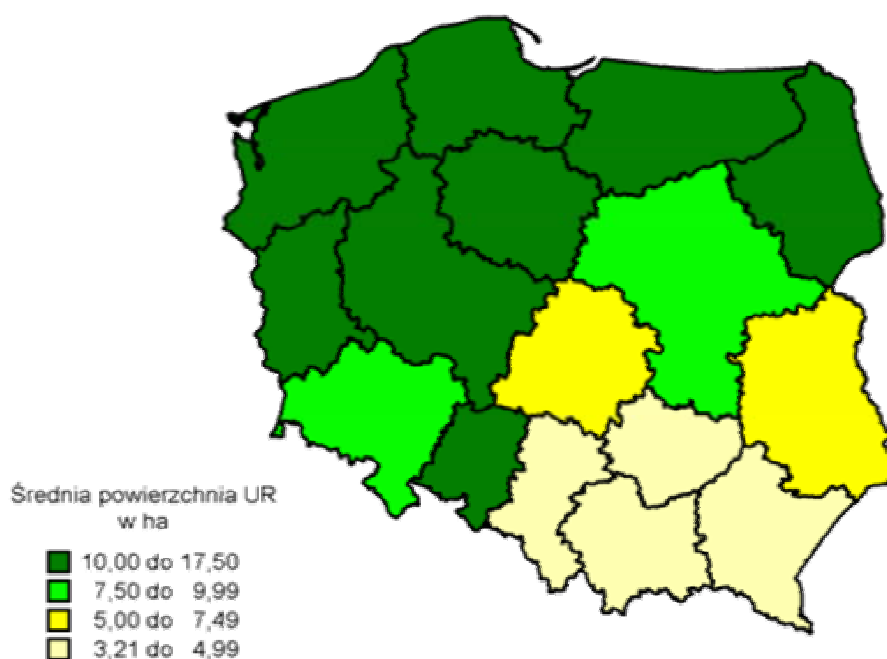 Średnia powierzchnia UR
w ha
10,00 do 17,50
7,50 do 9,99
5,00 do 7,49
3,21 do 4,99